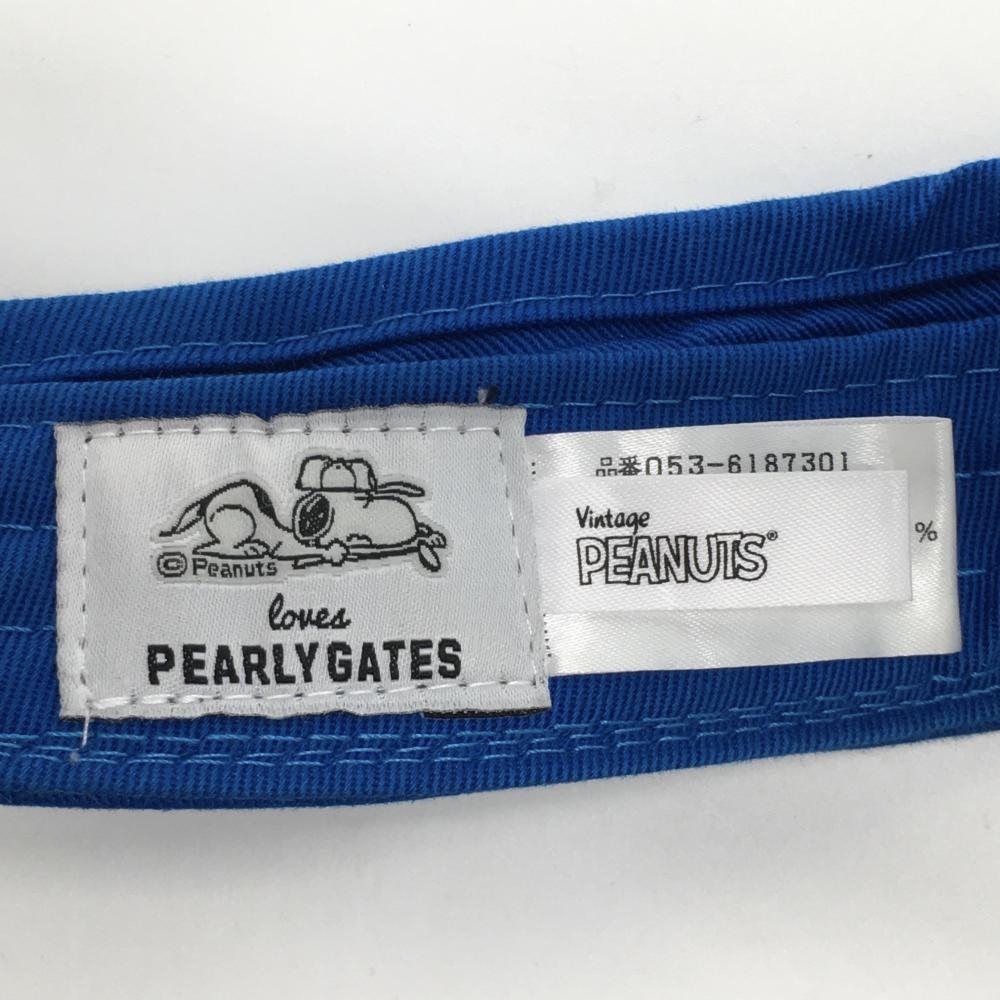 © Peanuts
loves
PEARLY GATES
品番053-6187301
Vintage
PEANUTS®
%